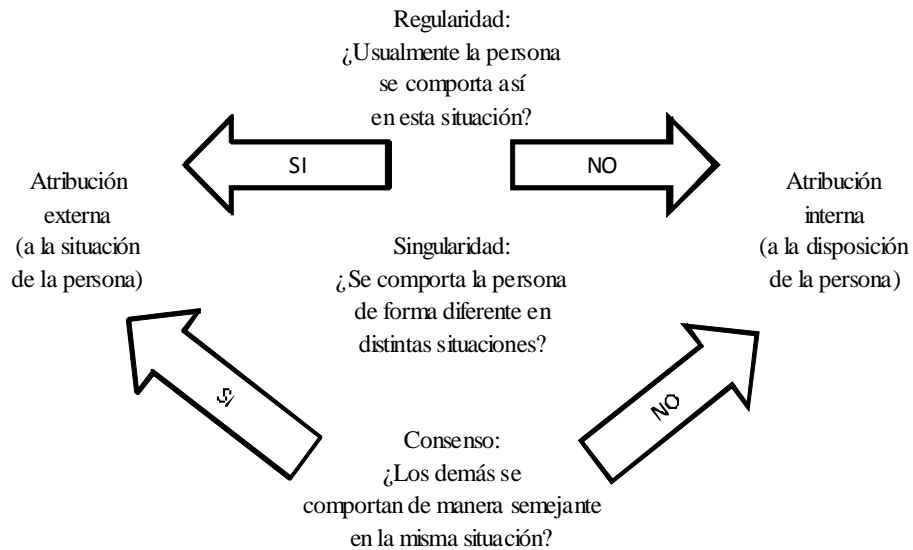 Regularidad:
¿Usualmente la persona
se comporta así
en esta situación?
SI
NO
Atribución
externa
(a la situación
de la persona)
Atribución
interna
(a la disposición
de la persona)
Singularidad:
¿Se comporta la persona
de forma diferente en
distintas situaciones?
SI
NO
Consenso:
¿Los demás se
comportan de manera semejante
en la misma situación?